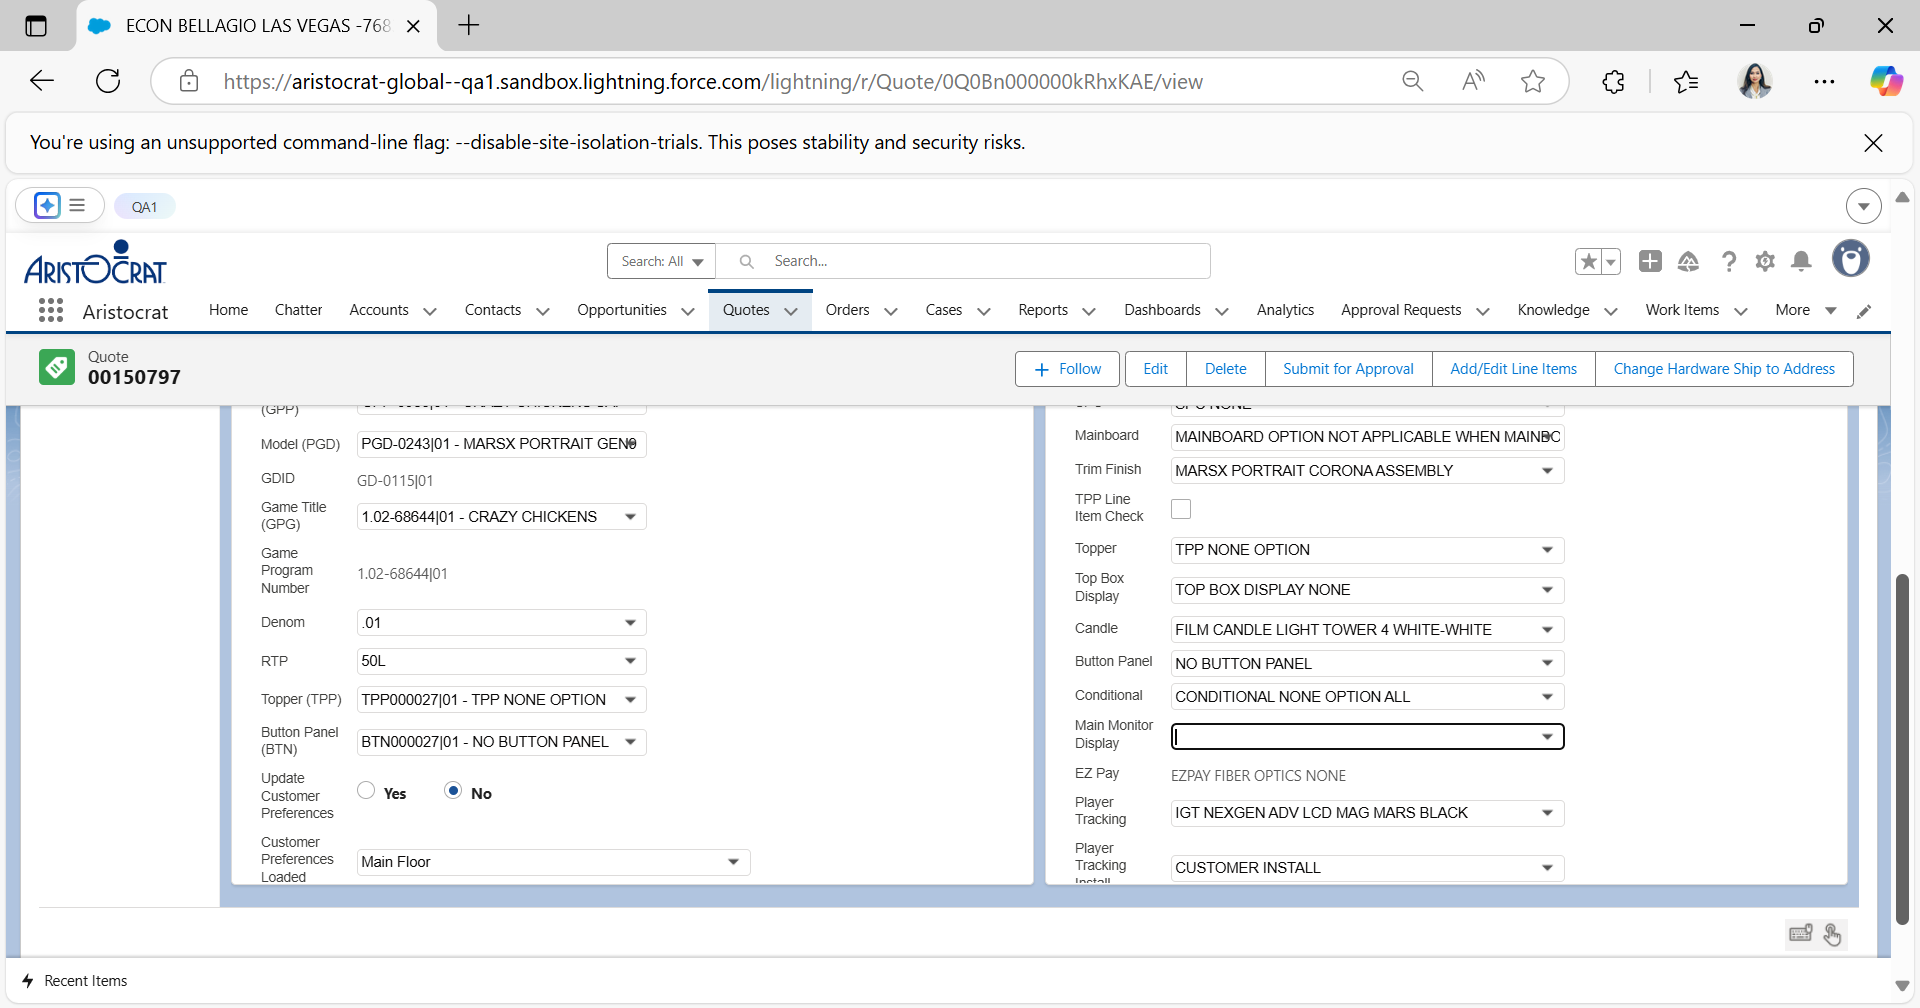 ECON BELLAGIO LAS VEGAS -768
https://aristocrat-global--qa1.sandbox.lightning.force.com/lightning/r/Quote/0Q0Bn000000kRhxKAE/view
You're using an unsupported command-line flag: --disable-site-isolation-trials. This poses stability and security risks.
QA1
ARISTOCRAT
Search: All
Search...
Aristocrat
Home
Chatter
Accounts
Contacts
Opportunities
Quotes
Orders
Cases
Reports
Dashboards
Analytics
Approval Requests
Knowledge
Work Items
More
Quote
00150797
Follow
Edit
Delete
Submit for Approval
Add/Edit Line Items
Change Hardware Ship to Address
(GPP)
Model (PGD)
PGD-0243|01 - MARSX PORTRAIT GEN9
GDID
GD-0115|01
Game Title
(GPG)
1.02-68644|01 - CRAZY CHICKENS
Game
Program
Number
1.02-68644|01
Denom
.01
RTP
50L
Topper (TPP)
TPP000027|01 - TPP NONE OPTION
Button Panel
(BTN)
BTN000027|01 - NO BUTTON PANEL
Update
Customer
Preferences
Yes
No
Customer
Preferences
Loaded
Main Floor
Mainboard
MAINBOARD OPTION NOT APPLICABLE WHEN MAINBO
Trim Finish
MARSX PORTRAIT CORONA ASSEMBLY
TPP Line
Item Check
Topper
TPP NONE OPTION
Top Box
Display
TOP BOX DISPLAY NONE
Candle
FILM CANDLE LIGHT TOWER 4 WHITE-WHITE
Button Panel
NO BUTTON PANEL
Conditional
CONDITIONAL NONE OPTION ALL
Main Monitor
Display
EZ Pay
EZPAY FIBER OPTICS NONE
Player
Tracking
IGT NEXGEN ADV LCD MAG MARS BLACK
Player
Tracking
Install
CUSTOMER INSTALL
Recent Items